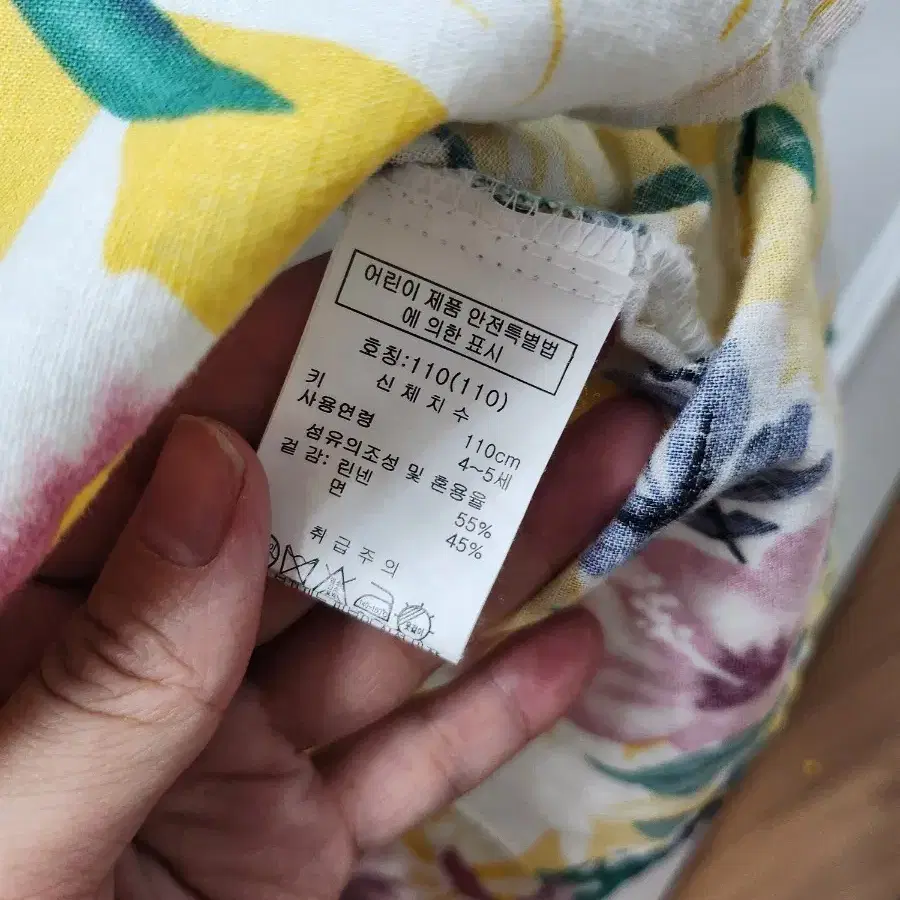 어린이 제품 안전특별법
에 의한 표시
호칭:110(110)
신 체 치 수
키 110cm
사용연령 4~5세
섬유의조성 및 혼용율
겉 감: 린넨 55%
면 45%
취 급 주 의